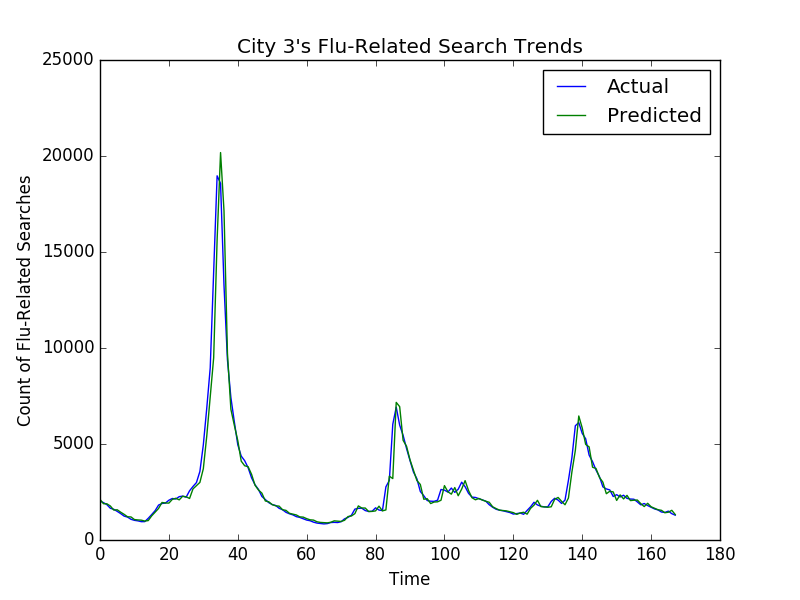 City 3's Flu-Related Search Trends
25000
20000
15000
10000
5000
0
Count of Flu-Related Searches
Actual
Predicted
0 20 40 60 80 100 120 140 160 180
Time